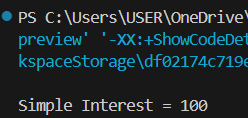 PS C:\Users\USER\OneDrive\
preview' '-XX:+ShowCodeDet
kspaceStorage\df02174c719e
Simple Interest = 100